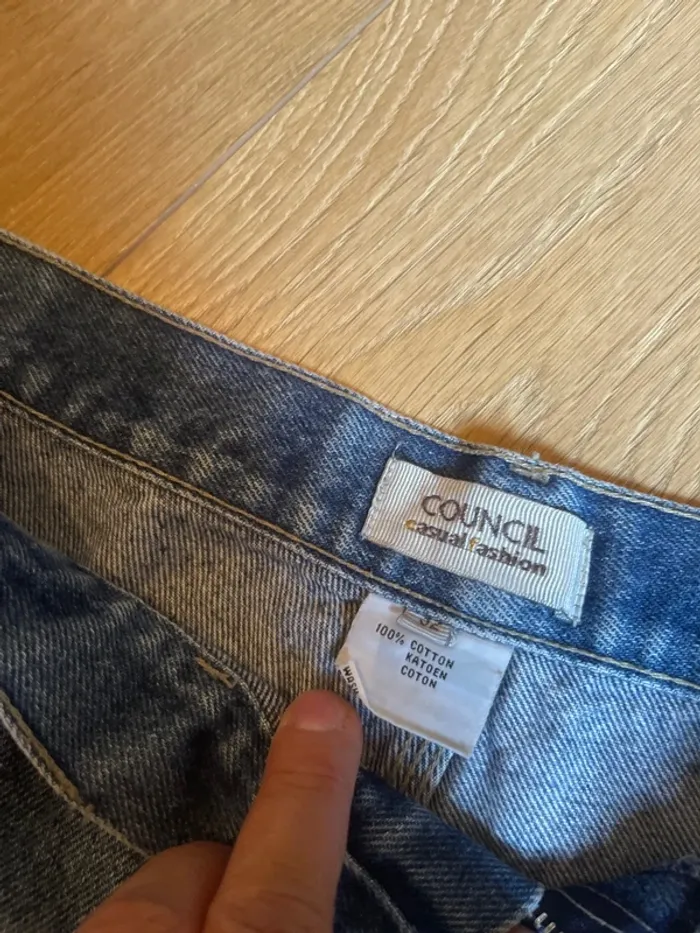 COUNCIL
casual fashion
32
100% COTTON
KATOEN
COTON